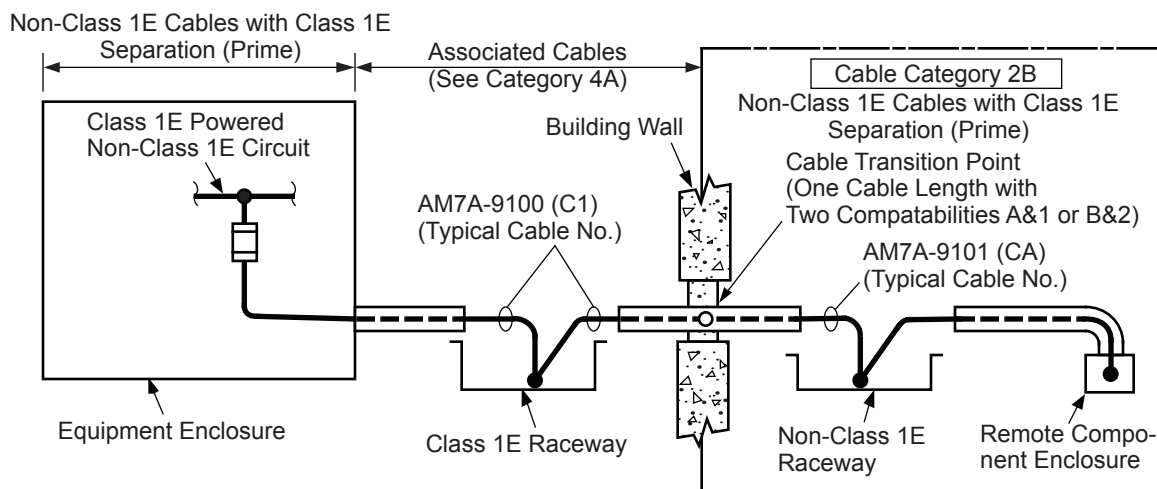 Non-Class 1E Cables with Class 1E
Separation (Prime)
Associated Cables
(See Category 4A)
Cable Category 2B
Non-Class 1E Cables with Class 1E
Separation (Prime)
Class 1E Powered
Non-Class 1E Circuit
Building Wall
Cable Transition Point
(One Cable Length with
Two Compatabilities A&1 or B&2)
AM7A-9100 (C1)
(Typical Cable No.)
AM7A-9101 (CA)
(Typical Cable No.)
Equipment Enclosure
Class 1E Raceway
Non-Class 1E
Raceway
Remote Compo-
nent Enclosure